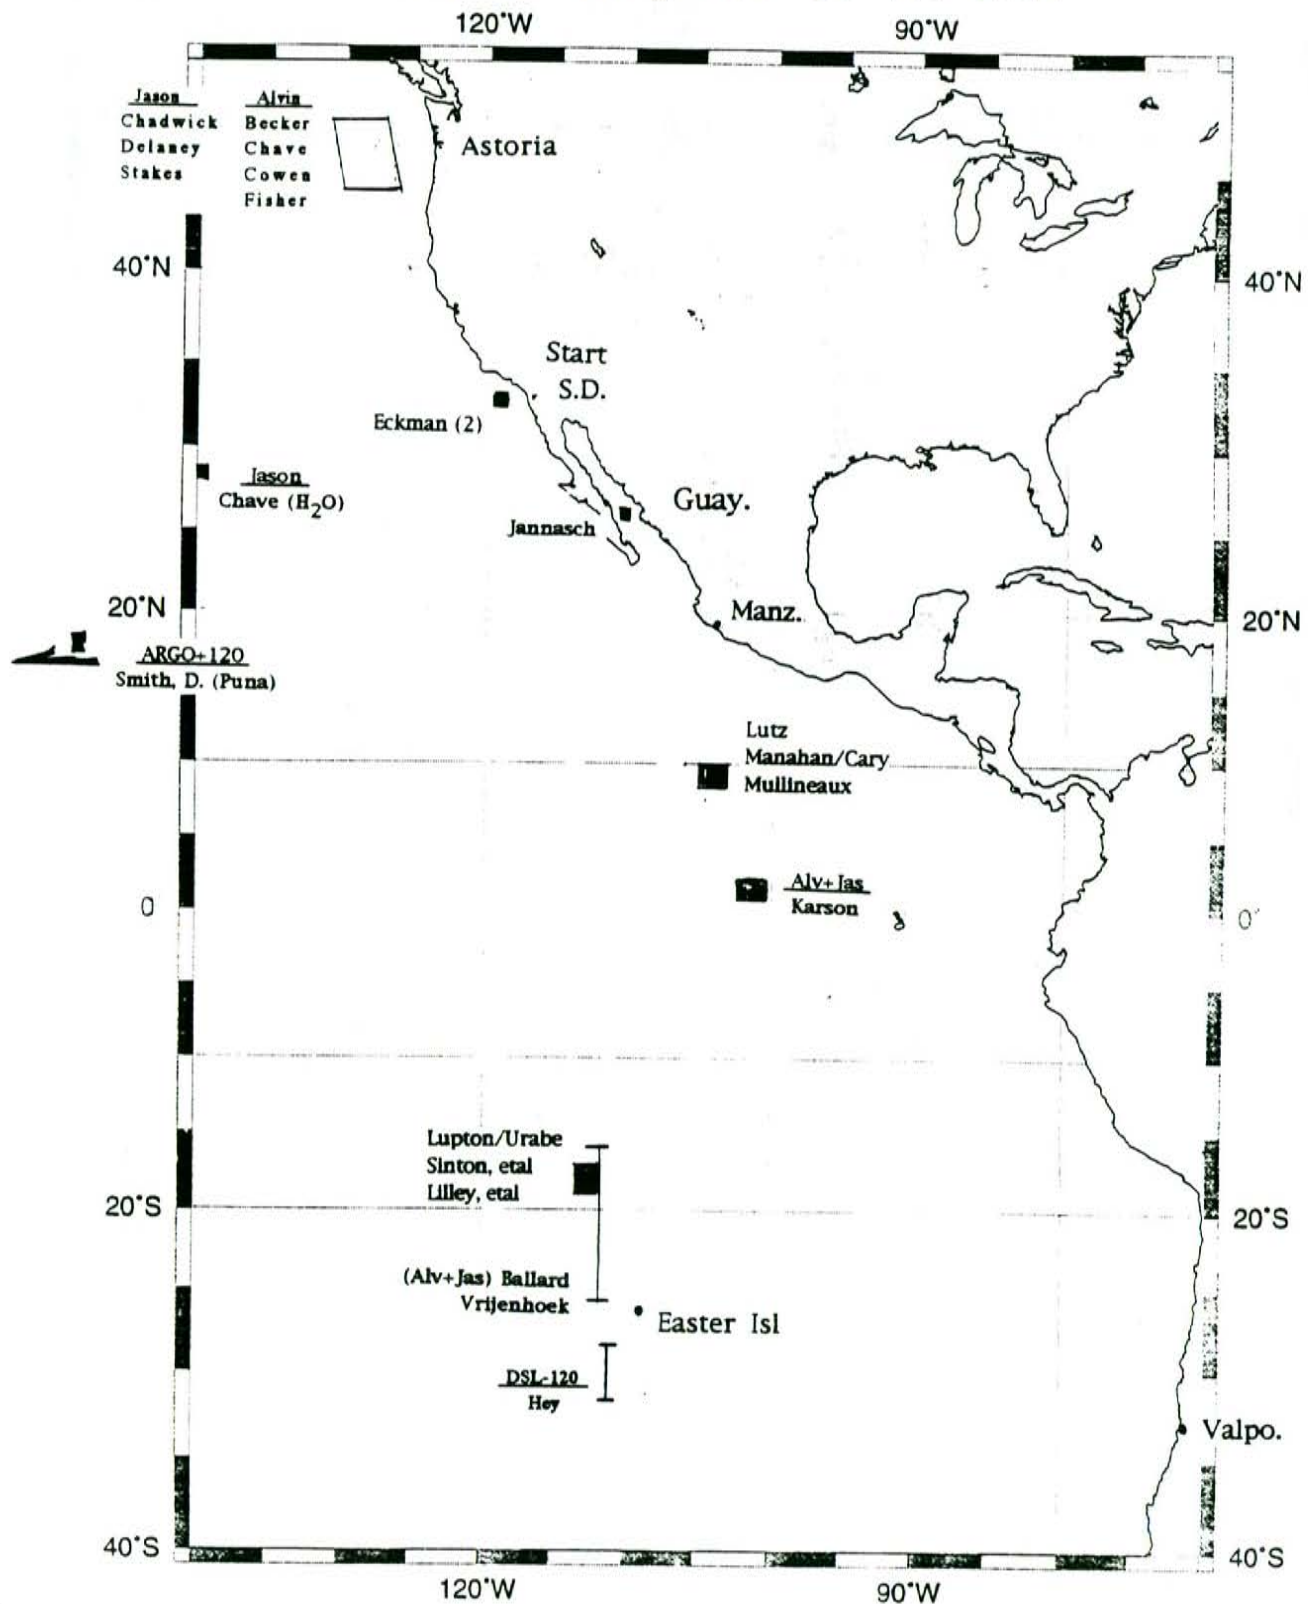 120°W 90°W
Jason Alvin
Chadwick Becker
Delaney Chave
Stakes Cowen
Fisher
Astoria
40°N 40°N
Start
S.D.
Eckman (2)
Jason
Chave (H2O)
Guay.
Jannasch
20°N 20°N
Manz.
ARGO+120
Smith, D. (Puna)
Lutz
Manahan/Cary
Mullineaux
Alv+Jas
Karson
0 0°
Lupton/Urabe
Sinton, etal
Lilley, etal
20°S 20°S
(Alv+Jas) Ballard
Vrijenhoek
Easter Isl
DSL-120
Hey
Valpo.
40°S 40°S
120°W 90°W